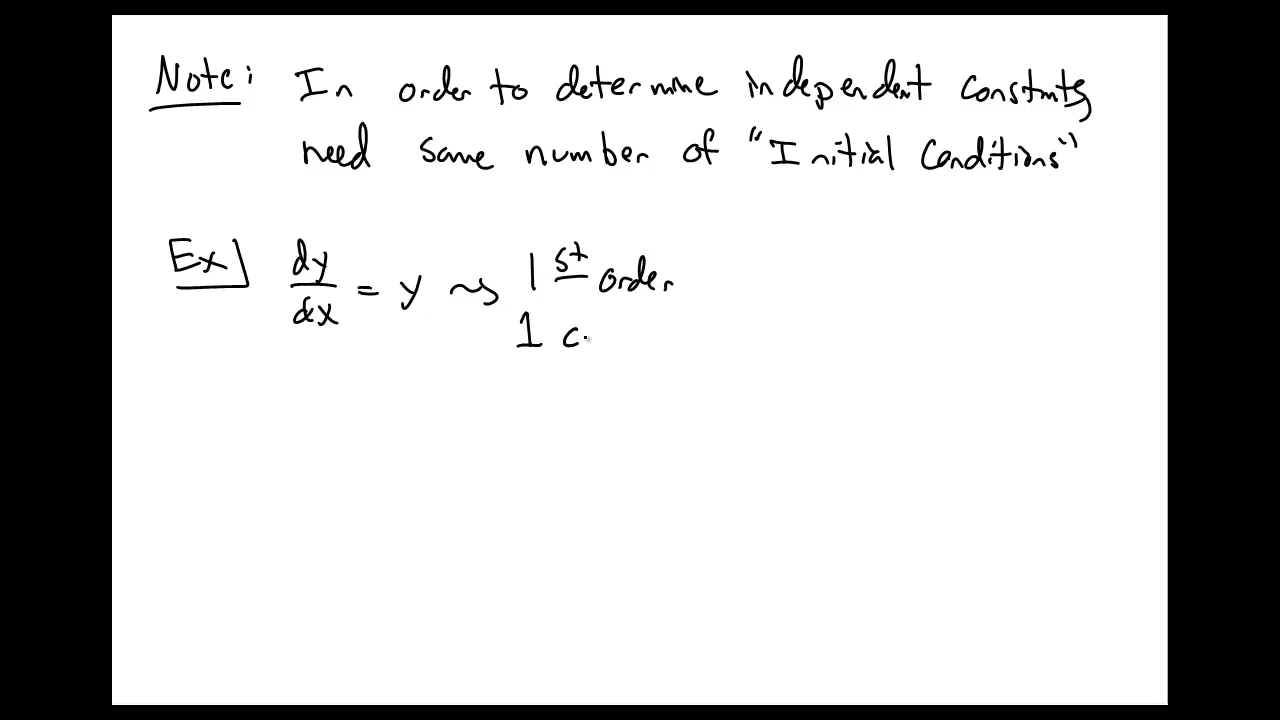 Note: In order to determine independent constants,
need same number of "Initial Conditions"
Ex] dy/dx = y ⇝ 1st order
1 c